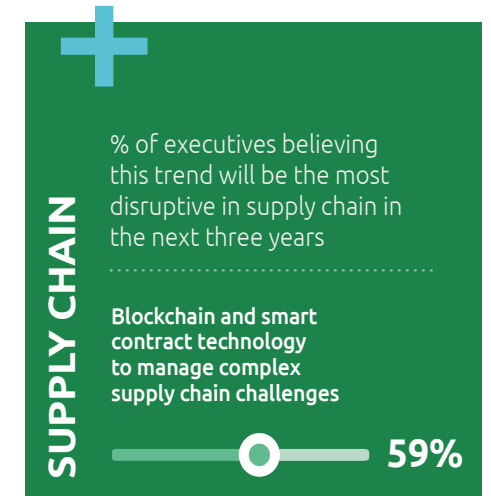 SUPPLY CHAIN
% of executives believing
this trend will be the most
disruptive in supply chain in
the next three years
Blockchain and smart
contract technology
to manage complex
supply chain challenges
59%